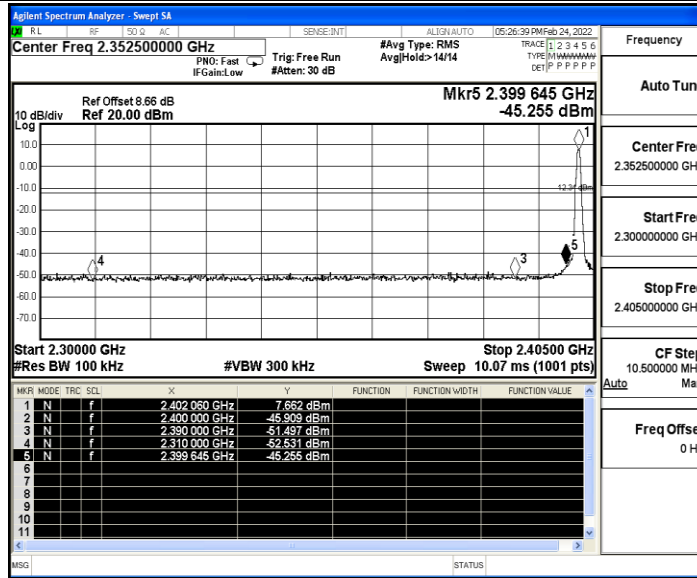 Agilent Spectrum Analyzer - Swept SA
RL RF 50 Ω AC SENSE:INT ALIGN AUTO 05:26:39 PM Feb 24, 2022
Center Freq 2.352500000 GHz
PNO: Fast
IFGain:Low
Trig: Free Run
#Atten: 30 dB
#Avg Type: RMS
Avg|Hold:> 14/14
TRACE 1 2 3 4 5 6
TYPE M
DET P P P P P P
Frequency
Auto Tun
Center Fre
2.352500000 GH
Start Fre
2.300000000 GH
Stop Fre
2.405000000 GH
CF Step
10.500000 MH
Auto Ma
Freq Offse
0 H
Mkr5 2.399 645 GHz
-45.255 dBm
Ref Offset 8.66 dB
10 dB/div Ref 20.00 dBm
Log
10.0
0.00
-10.0
-20.0
-30.0
-40.0
-50.0
-60.0
-70.0
1
4
3
5
Start 2.30000 GHz Stop 2.40500 GHz
#Res BW 100 kHz #VBW 300 kHz Sweep 10.07 ms (1001 pts)
MKR MODE TRC SCL X Y FUNCTION FUNCTION WIDTH FUNCTION VALUE
1 N f 2.402 060 GHz 7.662 dBm
2 N f 2.400 000 GHz -45.909 dBm
3 N f 2.390 000 GHz -51.497 dBm
4 N f 2.310 000 GHz -52.531 dBm
5 N f 2.399 645 GHz -45.255 dBm
6
7
8
9
10
11
MSG STATUS